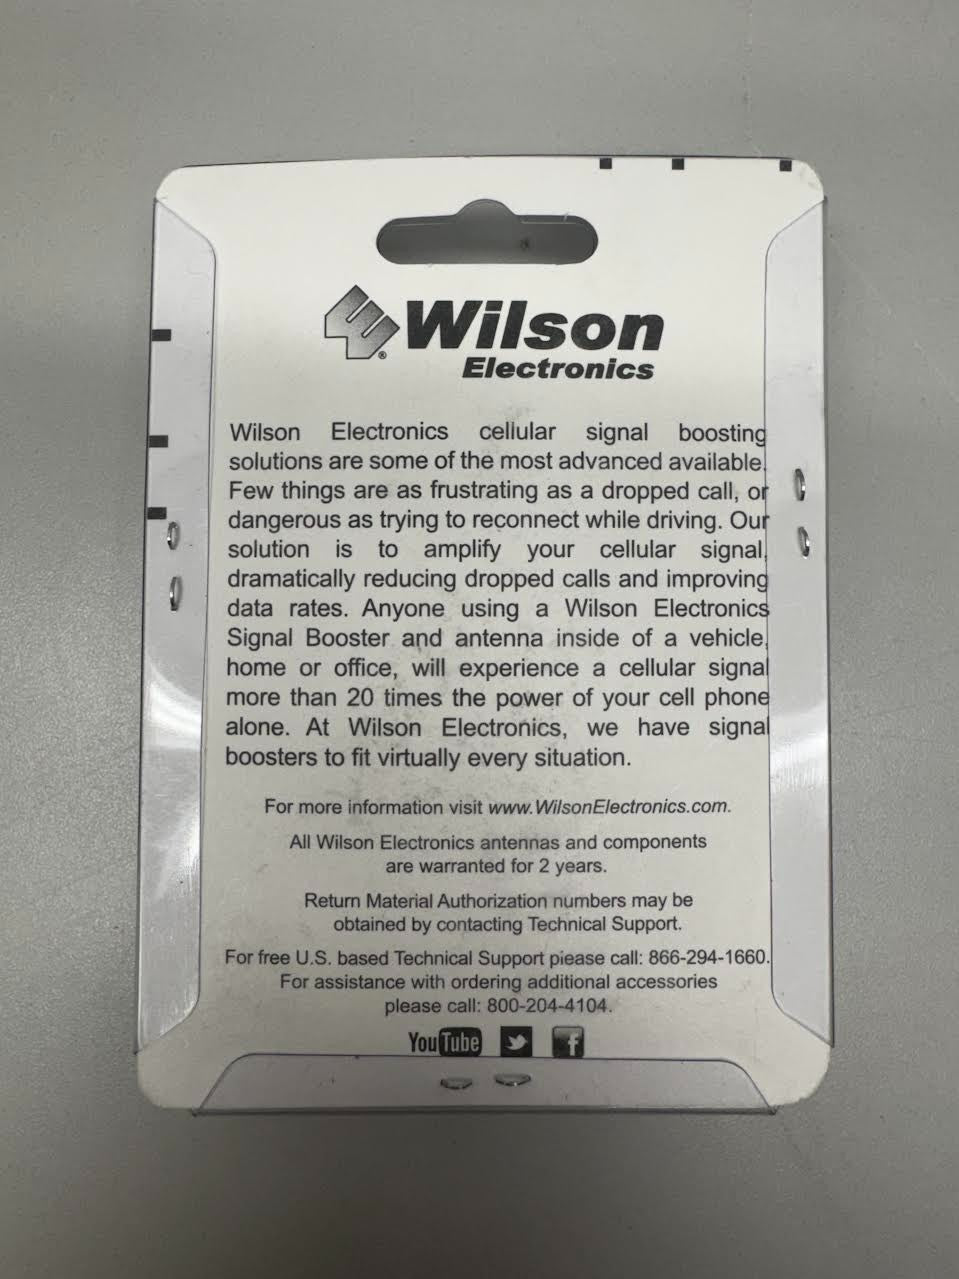 Wilson
Electronics
Wilson Electronics cellular signal boosting
solutions are some of the most advanced available.
Few things are as frustrating as a dropped call, or
dangerous as trying to reconnect while driving. Our
solution is to amplify your cellular signal,
dramatically reducing dropped calls and improving
data rates. Anyone using a Wilson Electronics
Signal Booster and antenna inside of a vehicle,
home or office, will experience a cellular signal
more than 20 times the power of your cell phone
alone. At Wilson Electronics, we have signal
boosters to fit virtually every situation.
For more information visit www.WilsonElectronics.com.
All Wilson Electronics antennas and components
are warranted for 2 years.
Return Material Authorization numbers may be
obtained by contacting Technical Support.
For free U.S. based Technical Support please call: 866-294-1660.
For assistance with ordering additional accessories
please call: 800-204-4104.
YouTube f